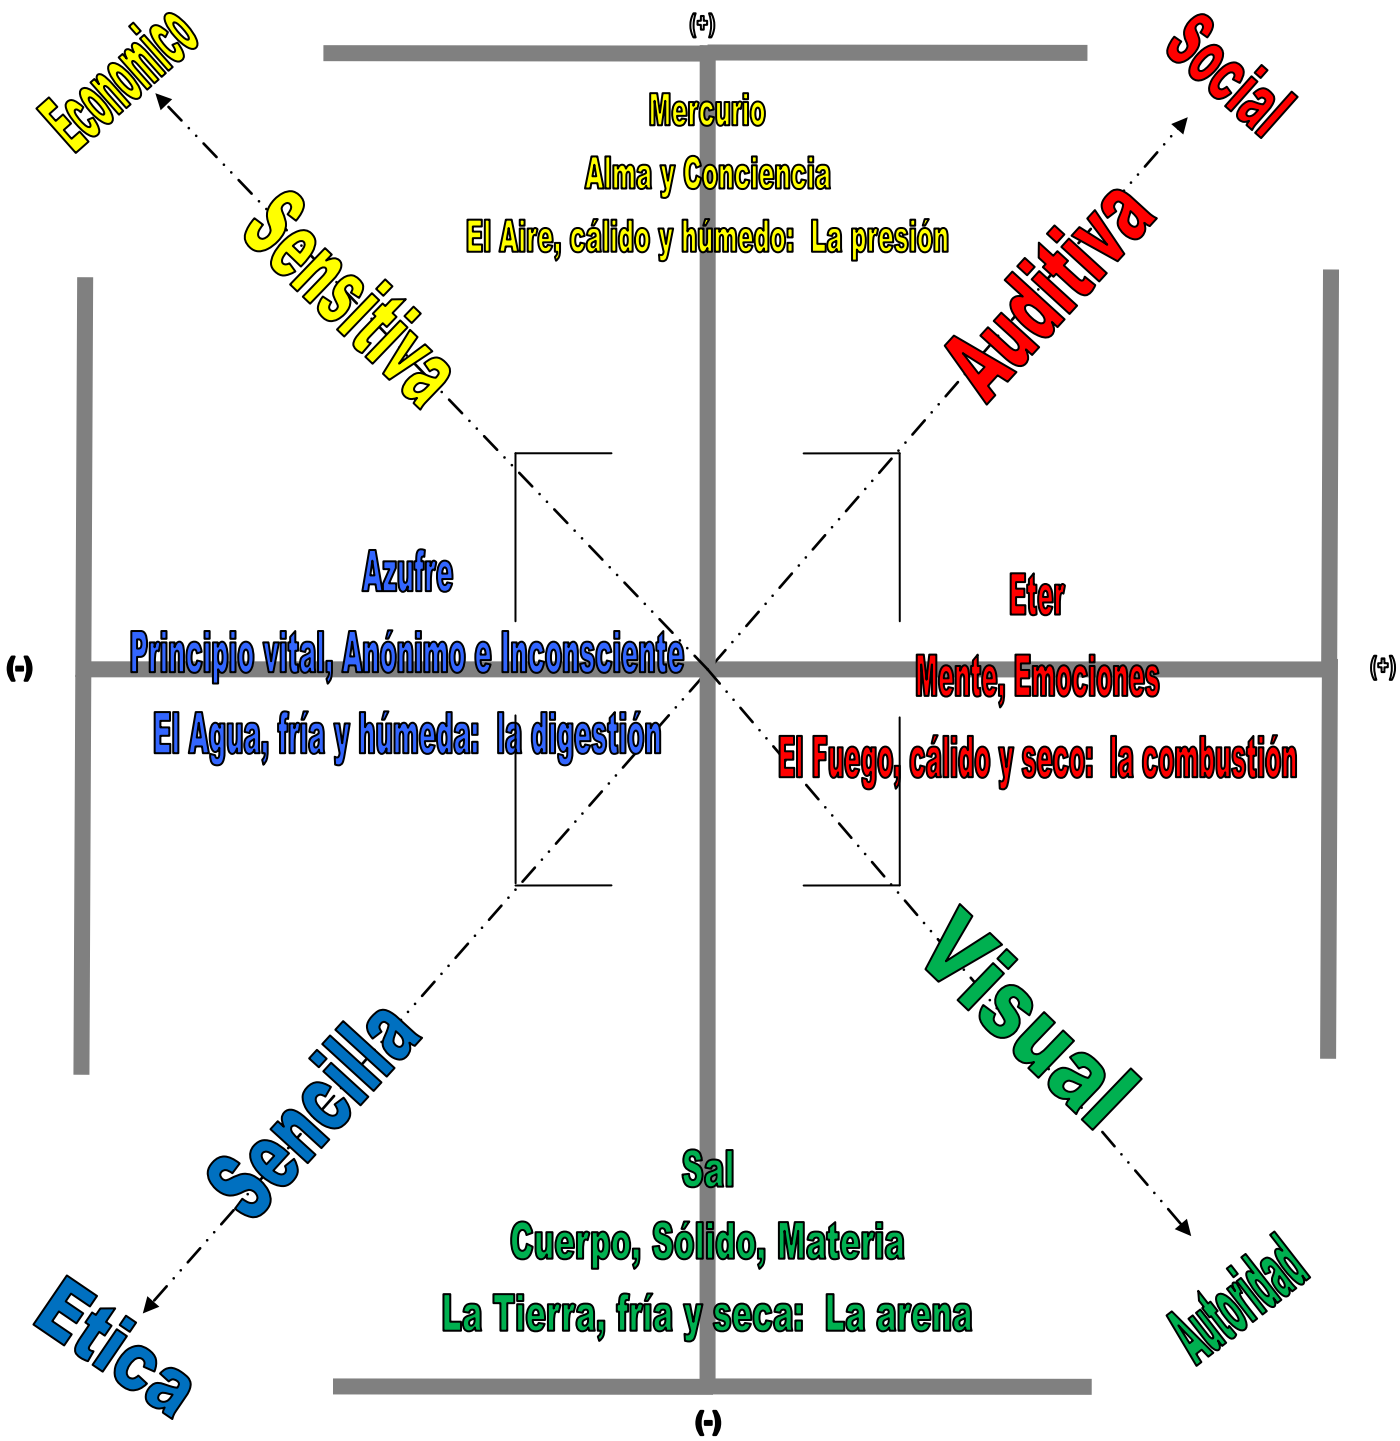 (+)
Economico
Social
Mercurio
Alma y Conciencia
El Aire, cálido y húmedo:  La presión
Sensitiva
Auditiva
Azufre
Principio vital, Anónimo e Inconsciente
El Agua, fría y húmeda:  la digestión
Eter
Mente, Emociones
El Fuego, cálido y seco:  la combustión
(-)
(+)
Visual
Sencilla
Sal
Cuerpo, Sólido, Materia
La Tierra, fría y seca:  La arena
Etica
Autoridad
(-)